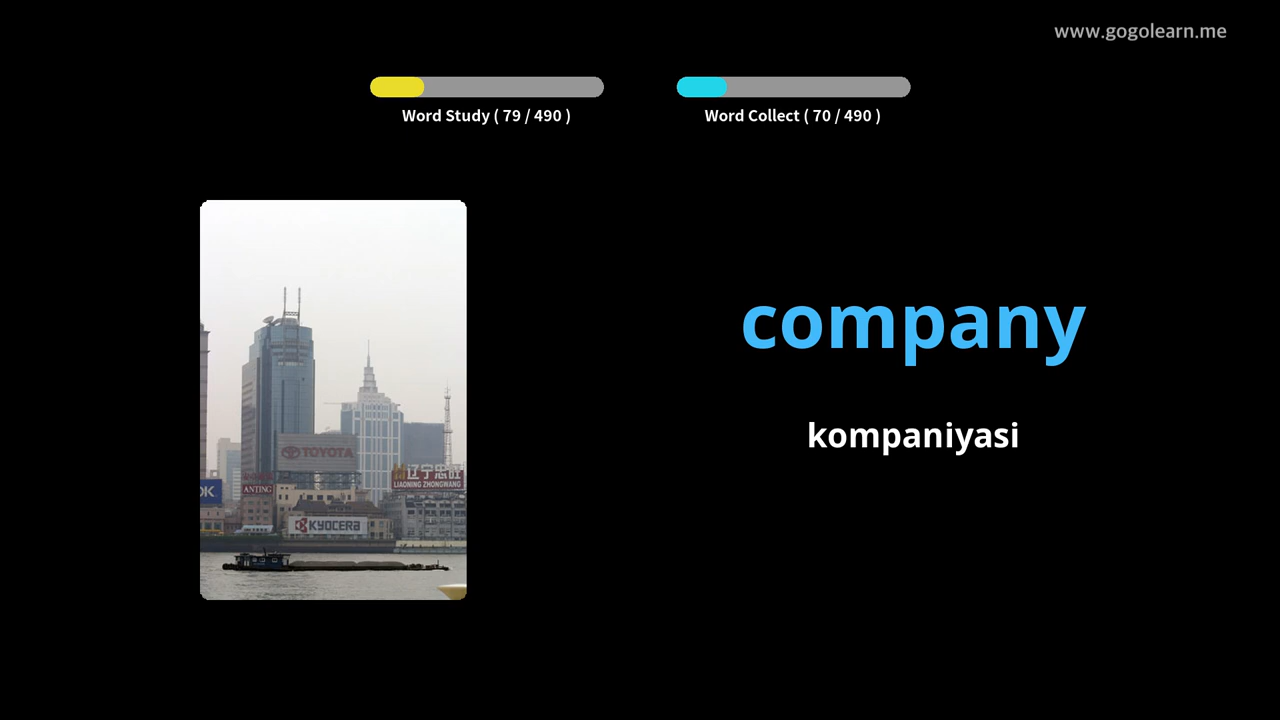 www.gogolearn.me
Word Study ( 79 / 490 )
Word Collect ( 70 / 490 )
company
kompaniyasi
TOYOTA
辽宁忠旺
LIAONING ZHONGWANG
ANTING
KYOCERA